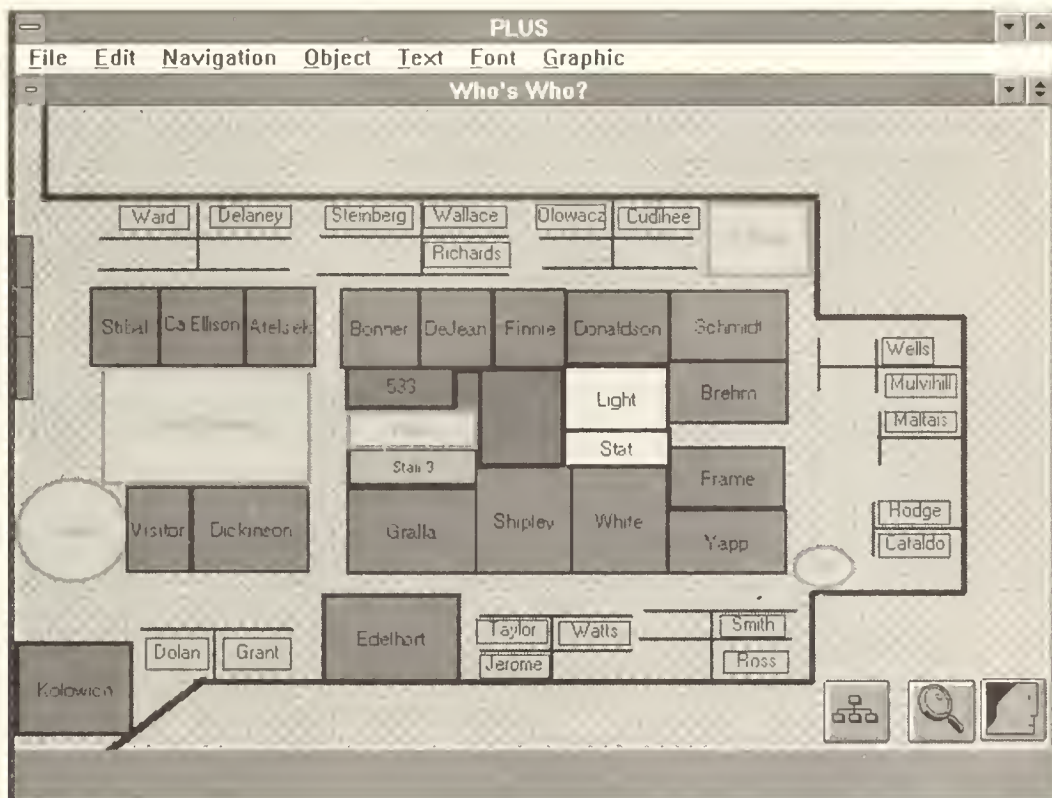 PLUS
File Edit Navigation Object Text Font Graphic
Who's Who?
Ward Delaney Steinberg Wallace Olowacz Cudihee
Richards
Stibal Ca Ellison Atelsek Bonner DeJean Finnie Donaldson Schmidt
Wells
533 Light Brehm Mulvihill
Maltais
Stat
Stair 3 Frame
Visitor Dickinson Gralla Shipley White Hodge
Yapp Cataldo
Edelhart Taylor Watts Smith
Dolan Grant Jerome Ross
Kolowich